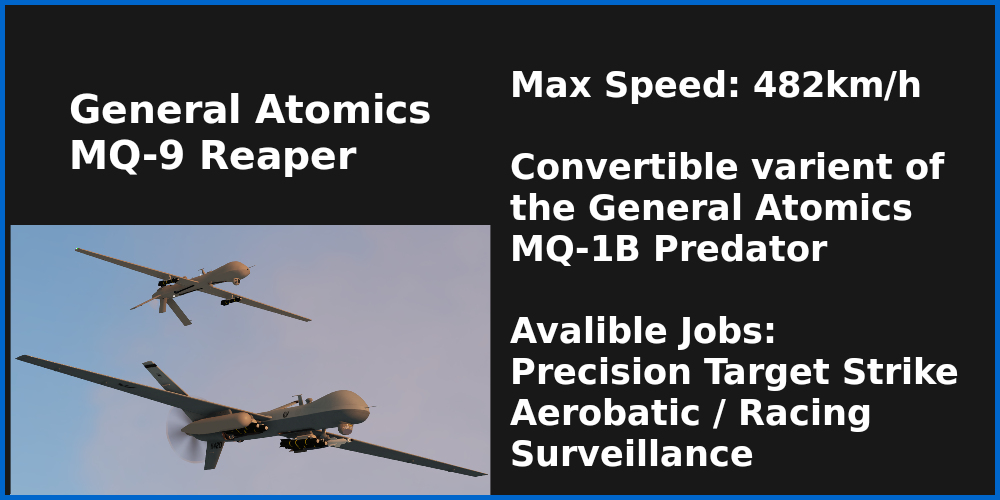 General Atomics
MQ-9 Reaper
Max Speed: 482km/h
Convertible varient of
the General Atomics
MQ-1B Predator
Avalible Jobs:
Precision Target Strike
Aerobatic / Racing
Surveillance